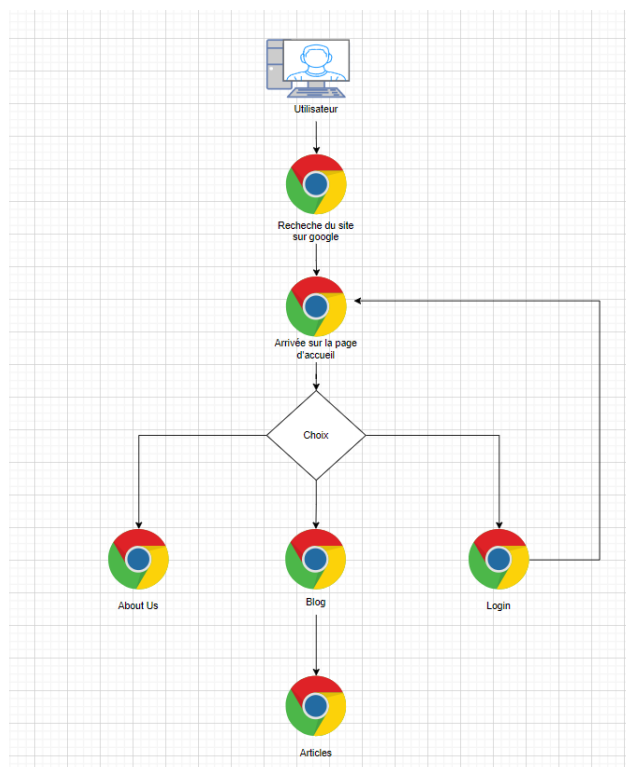 Utilisateur
Recheche du site
sur google
Arrivée sur la page
d'accueil
Choix
About Us
Blog
Login
Articles